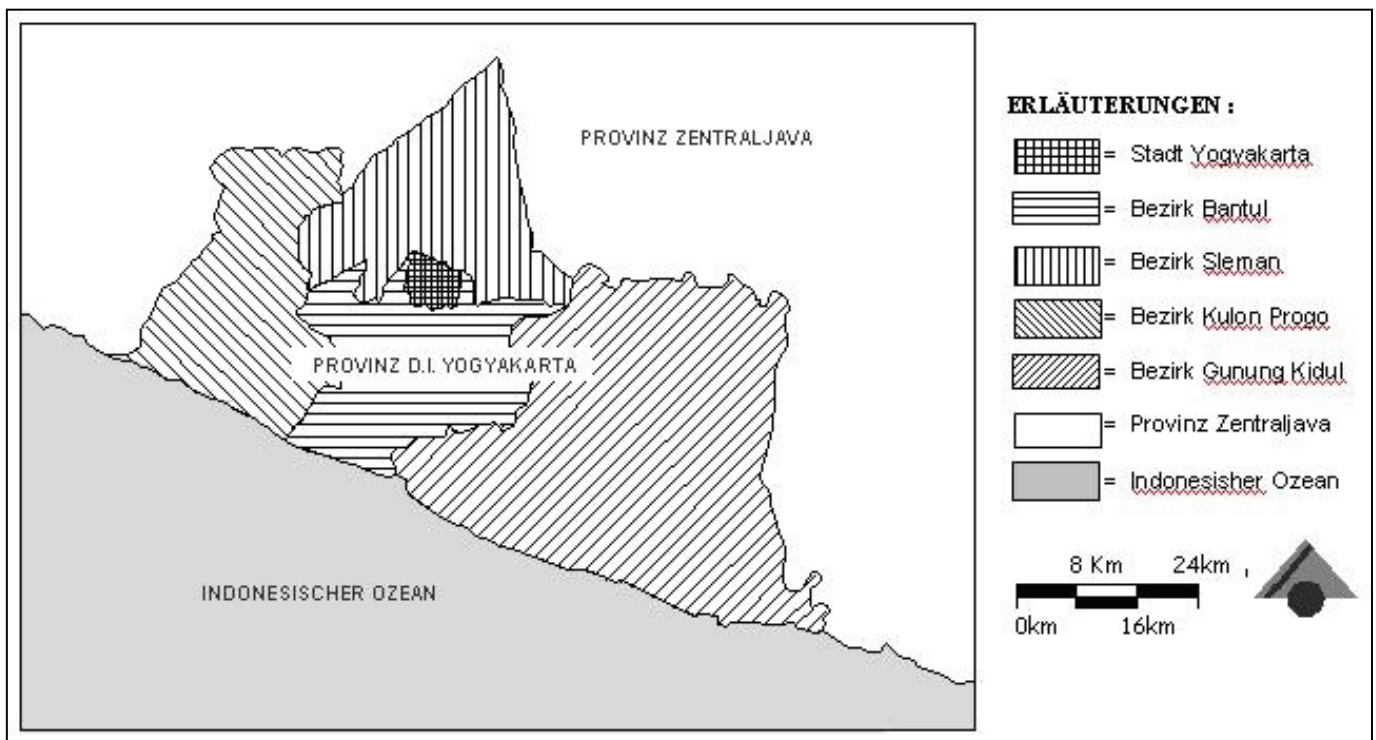 PROVINZ ZENTRALJAVA
PROVINZ D.I. YOGYAKARTA
INDONESISCHER OZEAN
ERLÄUTERUNGEN :
= Stadt Yogyakarta
= Bezirk Bantul
= Bezirk Sleman
= Bezirk Kulon Progo
= Bezirk Gunung Kidul
= Provinz Zentraljava
= Indonesisher Ozean
8 Km 24km
0km 16km